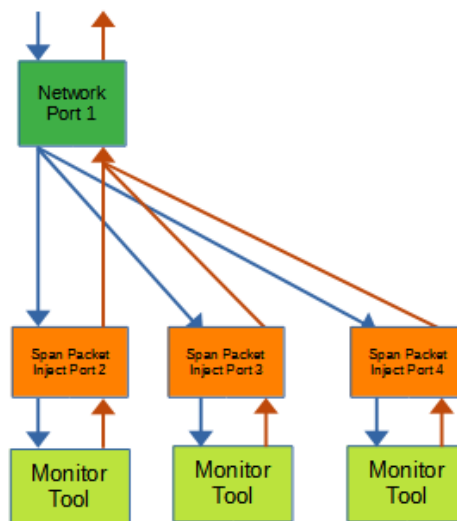 Network
Port 1
Span Packet
Inject Port 2
Span Packet
Inject Port 3
Span Packet
Inject Port 4
Monitor
Tool
Monitor
Tool
Monitor
Tool